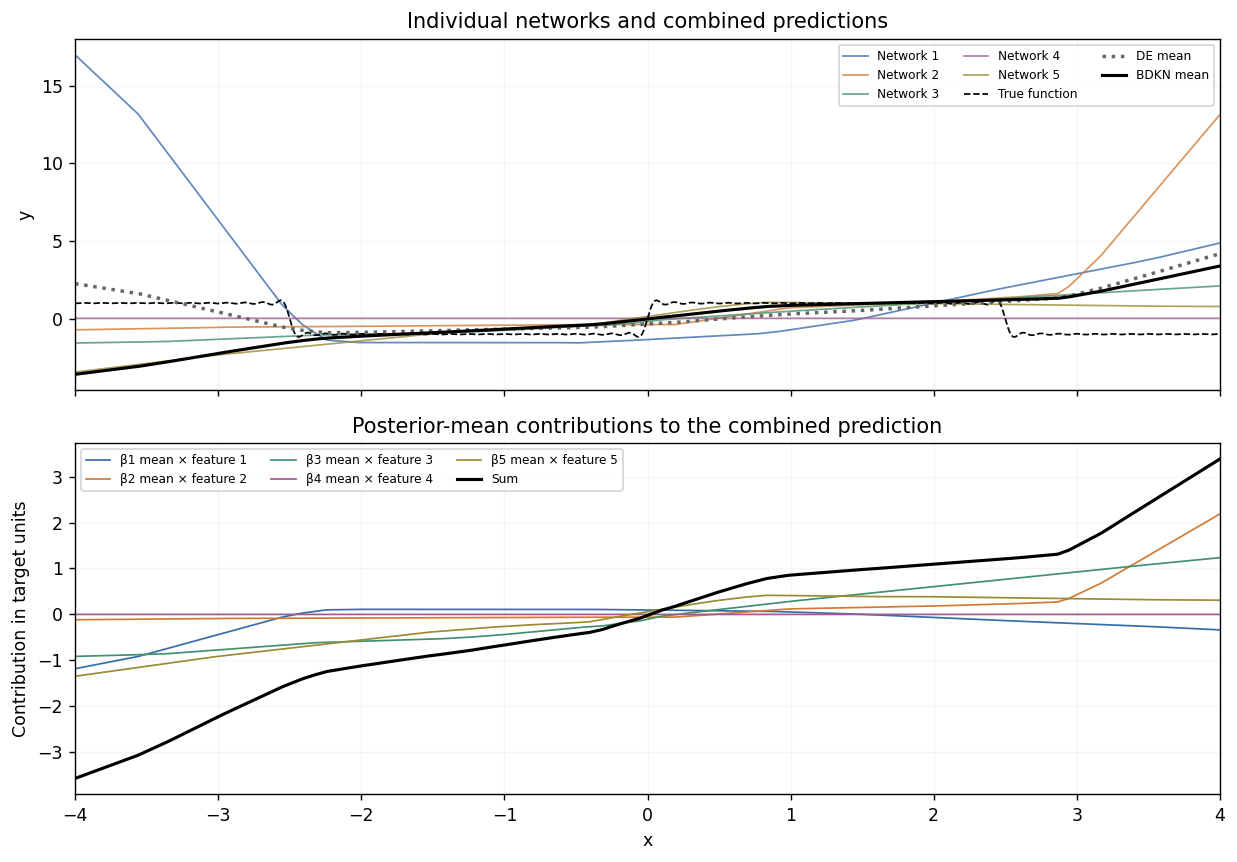 Individual networks and combined predictions
Network 1 Network 4 DE mean
Network 2 Network 5 BDKN mean
Network 3 True function
15
10
5
0
y
Posterior-mean contributions to the combined prediction
β1 mean × feature 1 β3 mean × feature 3 β5 mean × feature 5
β2 mean × feature 2 β4 mean × feature 4 Sum
3
2
1
0
−1
−2
−3
Contribution in target units
−4 −3 −2 −1 0 1 2 3 4
x